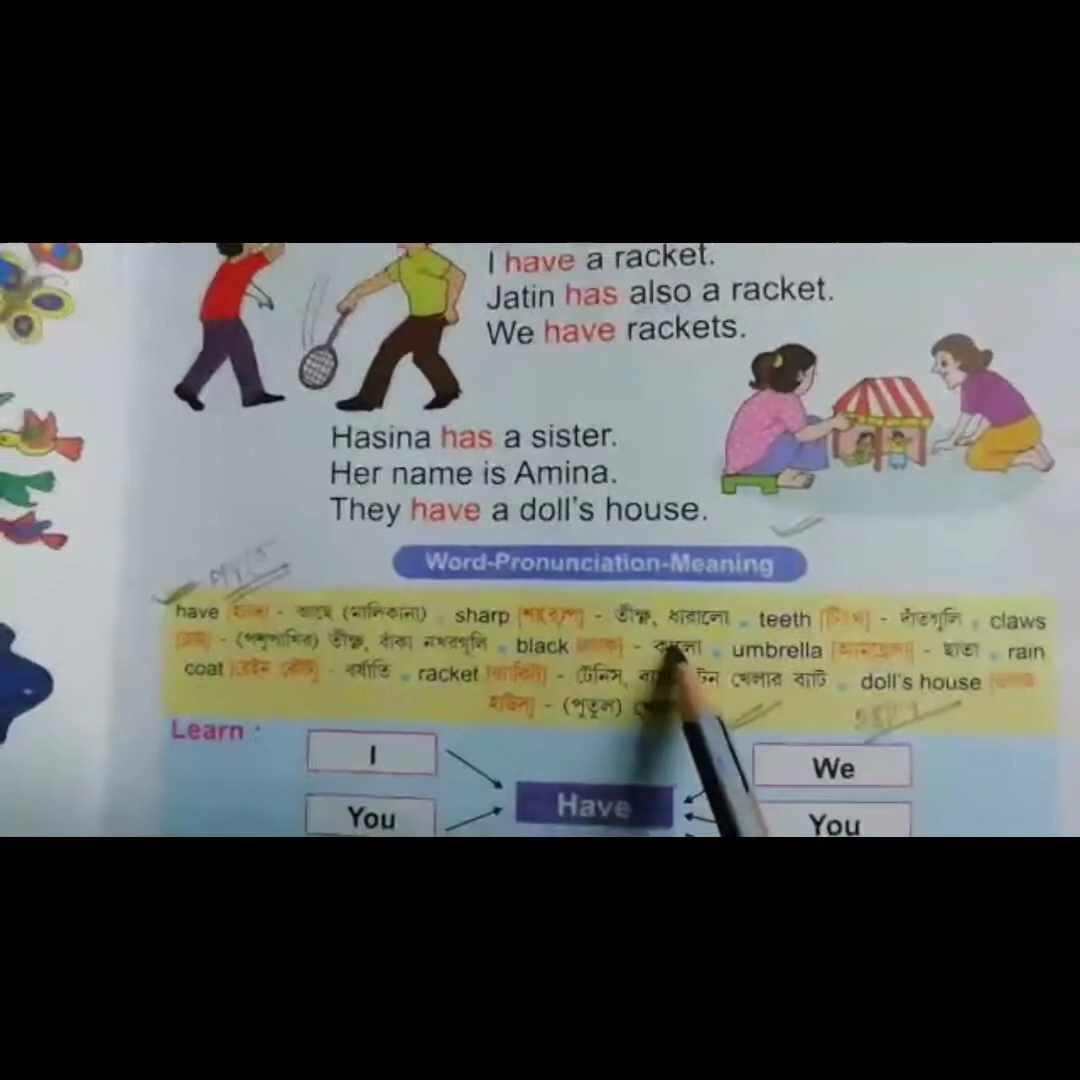 I have a racket.
Jatin has also a racket.
We have rackets.
Hasina has a sister.
Her name is Amina.
They have a doll's house.
Word-Pronunciation-Meaning
have - আছে (মালিকানা) . sharp - তীক্ষ্ণ, ধারালো . teeth - দাঁতগুলি . claws
- (পশুপাখির) তীক্ষ্ণ, বাঁকা নখরগুলি . black - কালো . umbrella - ছাতা . rain
coat - বর্ষাতি . racket - টেনিস, খেলার ব্যাট . doll's house
- (পুতুল)
Learn :
I
We
Have
You
You